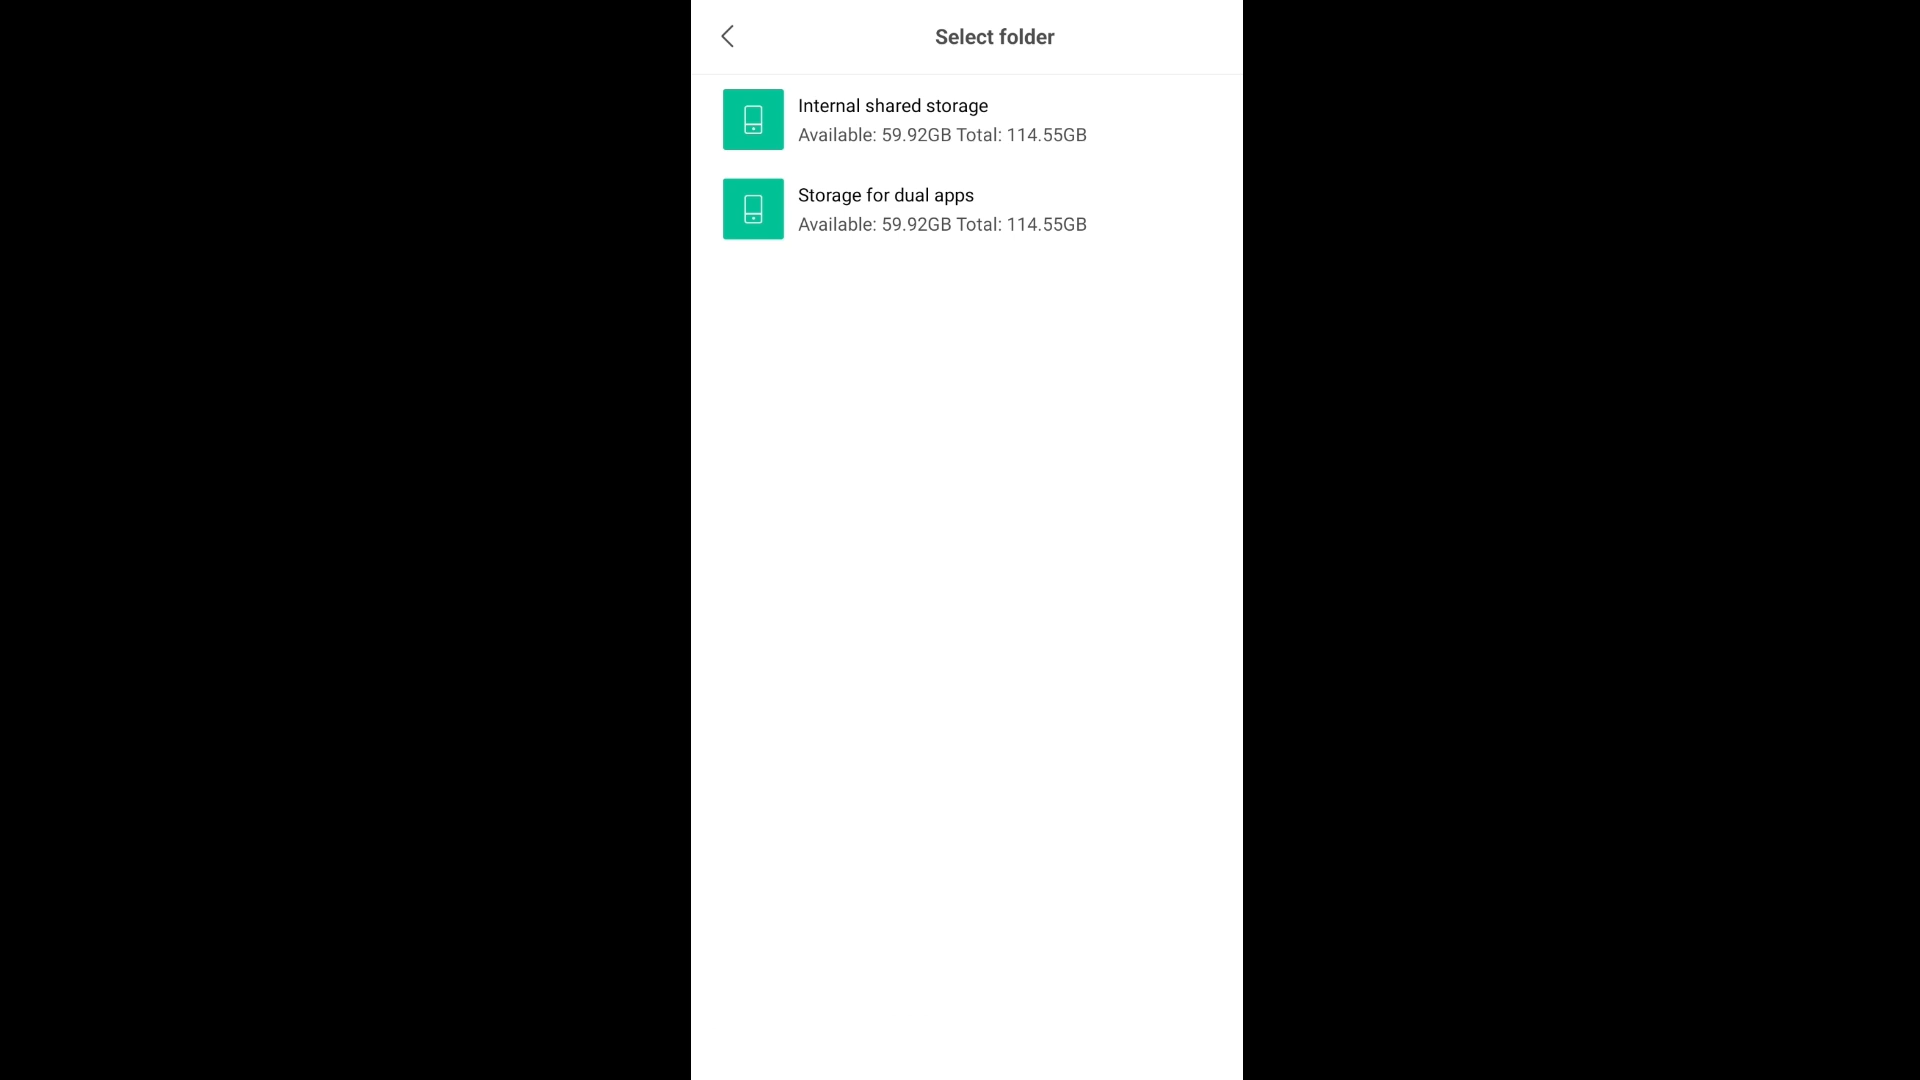 Select folder
Internal shared storage
Available: 59.92GB Total: 114.55GB
Storage for dual apps
Available: 59.92GB Total: 114.55GB